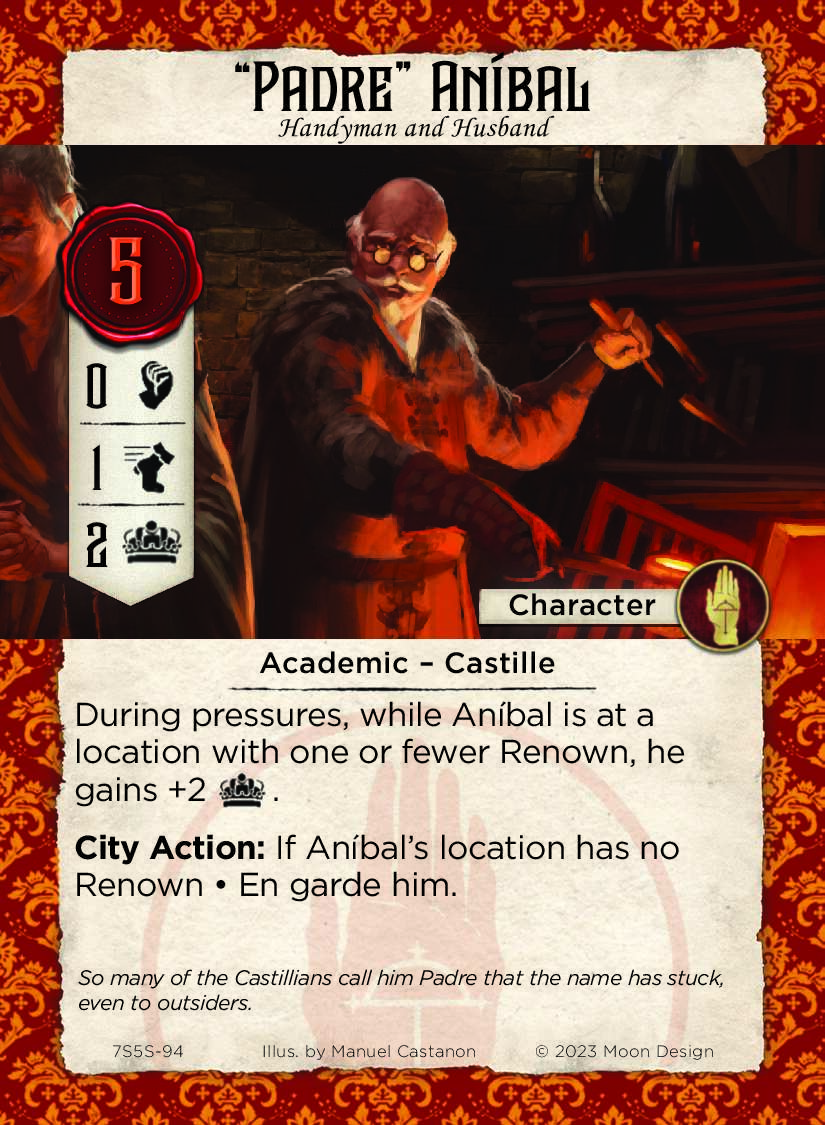 “Padre” Aníbal
Handyman and Husband
5
0
1
2
Character
Academic – Castille
During pressures, while Aníbal is at a
location with one or fewer Renown, he
gains +2 .
City Action: If Aníbal’s location has no
Renown • En garde him.
So many of the Castillians call him Padre that the name has stuck,
even to outsiders.
7S5S-94 Illus. by Manuel Castanon © 2023 Moon Design